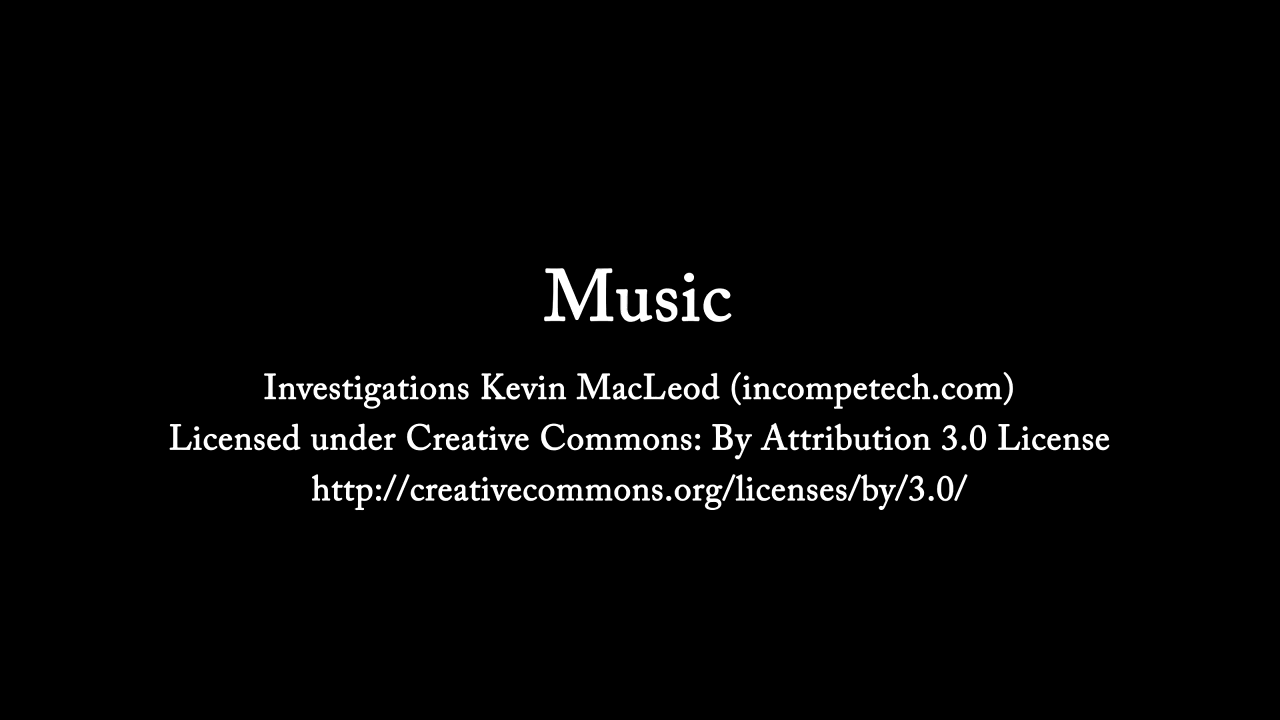 Music
Investigations Kevin MacLeod (incompetech.com)
Licensed under Creative Commons: By Attribution 3.0 License
http://creativecommons.org/licenses/by/3.0/